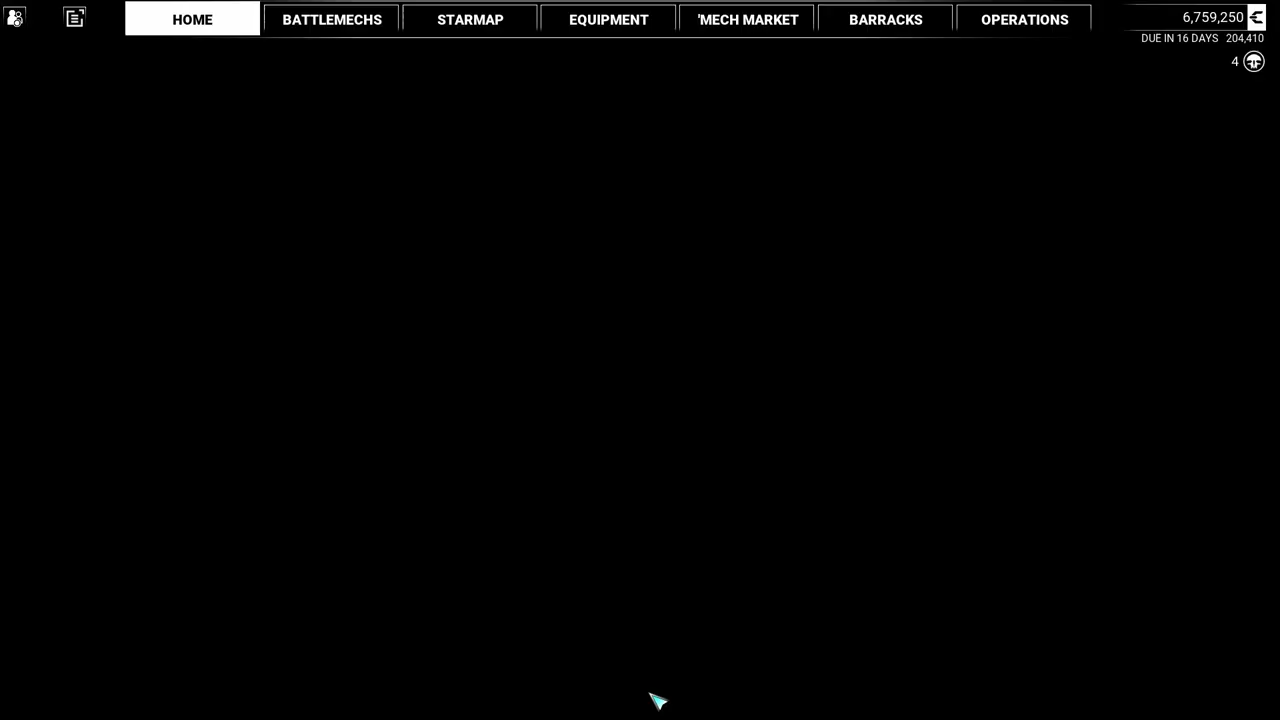 HOME BATTLEMECHS STARMAP EQUIPMENT 'MECH MARKET BARRACKS OPERATIONS 6,759,250
DUE IN 16 DAYS 204,410
4